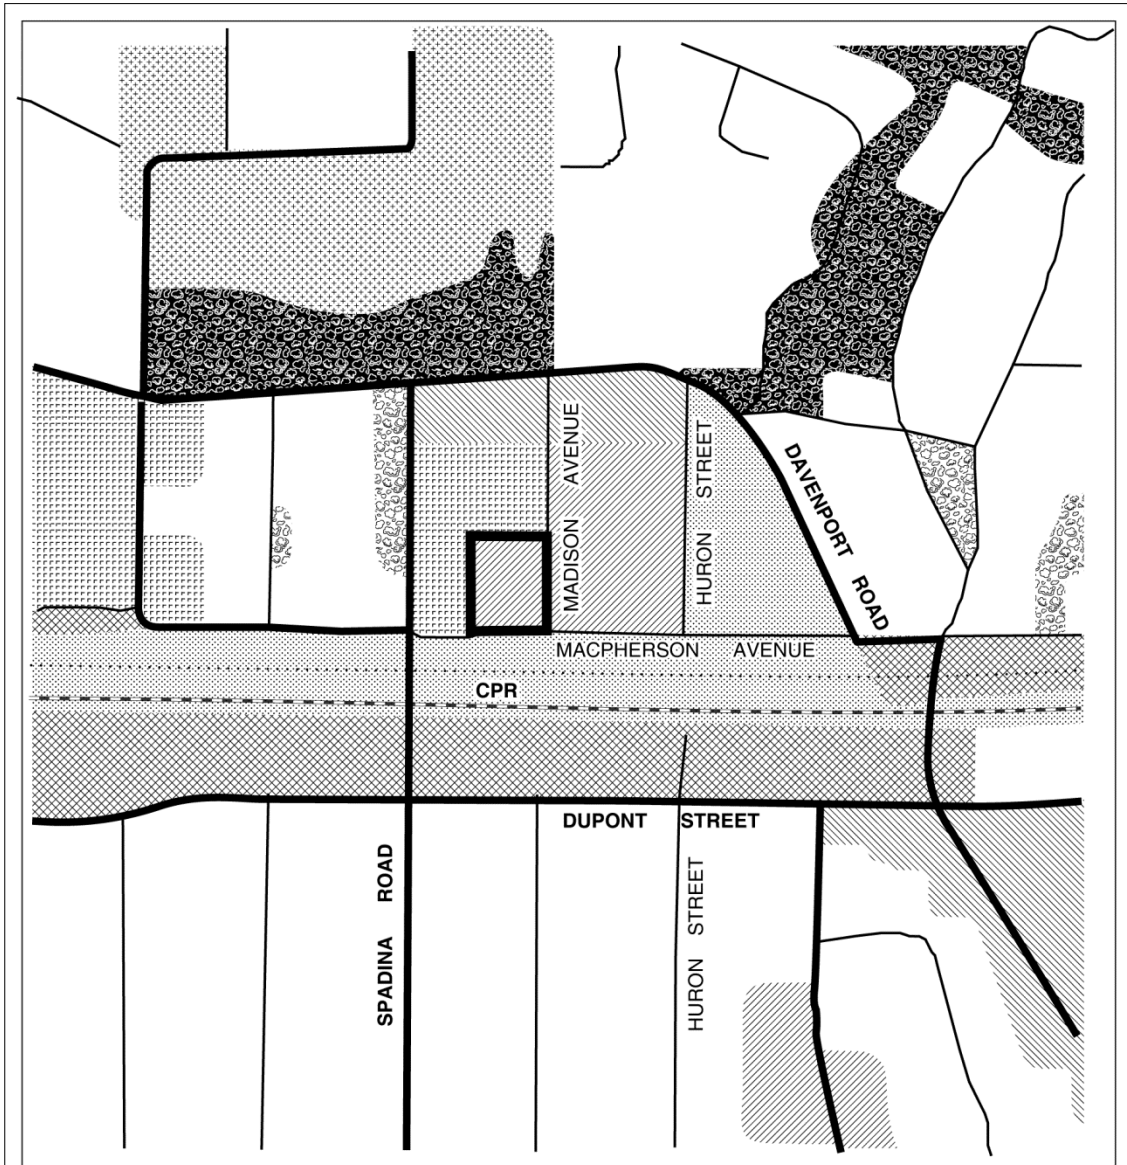 MADISON AVENUE
HURON STREET
DAVENPORT ROAD
MACPHERSON AVENUE
CPR
DUPONT STREET
SPADINA ROAD
HURON STREET